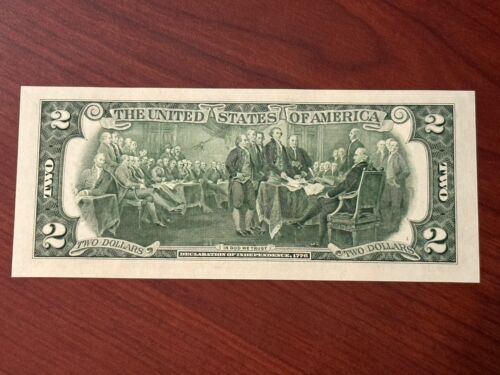 THE UNITED STATES OF AMERICA
2
2
TWO
TWO
2
2
TWO DOLLARS
TWO DOLLARS
IN GOD WE TRUST
DECLARATION OF INDEPENDENCE, 1776